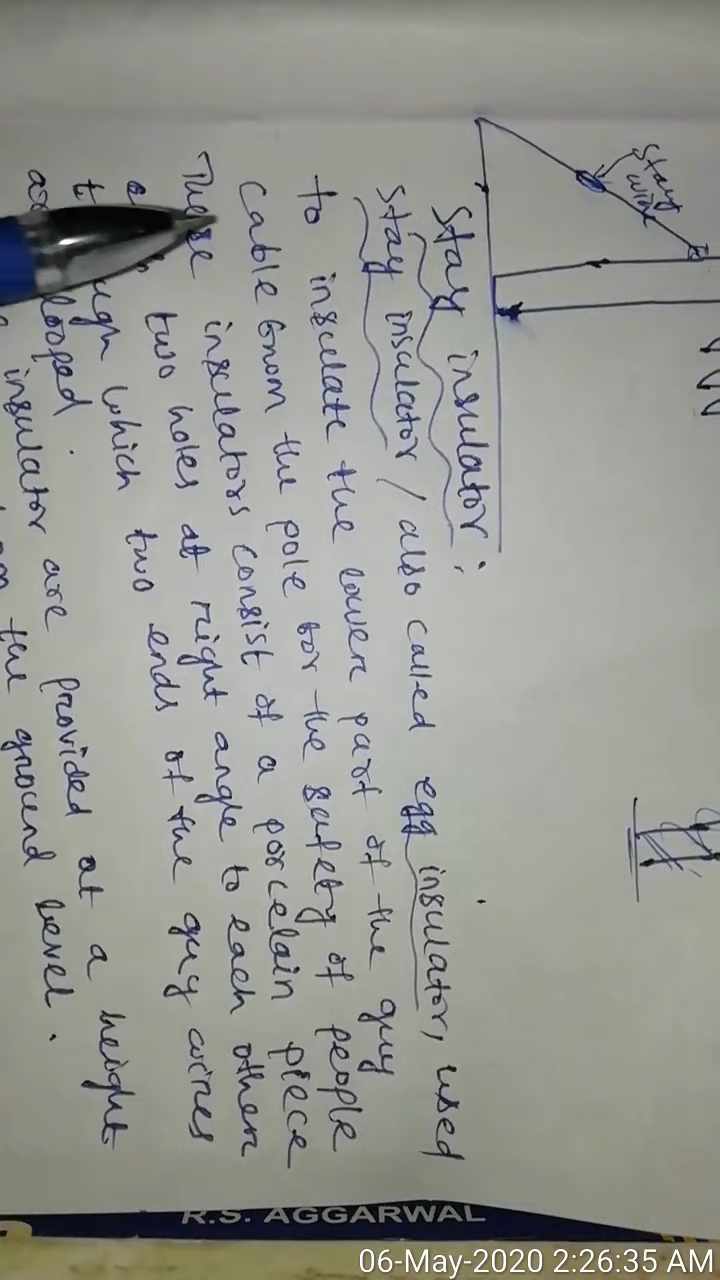 stay
wire
Stay insulator:
Stay insulator / also called egg insulator, used
to insulate the lower part of the guy
cable from the pole for the safety of people
These insulators consist of a porcelain piece
two holes at right angle to each other
which two ends of the guy wires
looped.
insulator are provided at a height
the ground level.
R.S. AGGARWAL
06-May-2020 2:26:35 AM